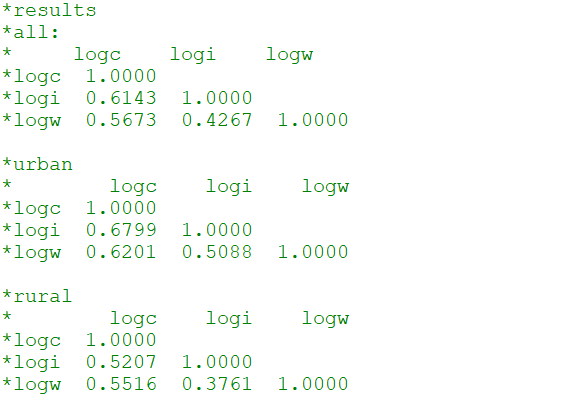 *results
*all:
*     logc    logi    logw
*logc  1.0000
*logi  0.6143  1.0000
*logw  0.5673  0.4267  1.0000

*urban
*        logc    logi    logw
*logc  1.0000
*logi  0.6799  1.0000
*logw  0.6201  0.5088  1.0000

*rural
*        logc    logi    logw
*logc  1.0000
*logi  0.5207  1.0000
*logw  0.5516  0.3761  1.0000